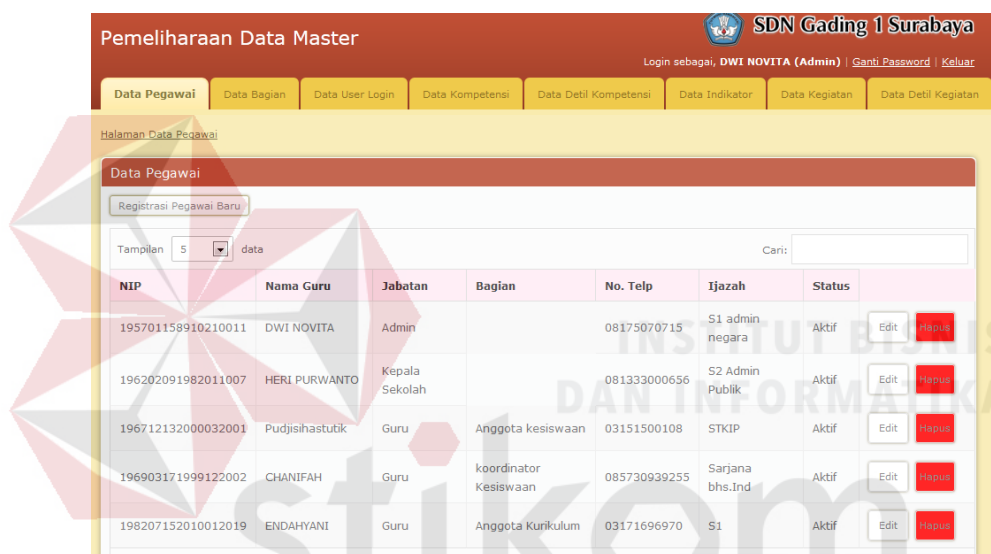 Pemeliharaan Data Master
SDN Gading 1 Surabaya
Login sebagai, DWI NOVITA (Admin) | Ganti Password | Keluar
Data Pegawai Data Bagian Data User Login Data Kompetensi Data Detil Kompetensi Data Indikator Data Kegiatan Data Detil Kegiatan
Halaman Data Pegawai
Data Pegawai
Registrasi Pegawai Baru
Tampilan 5 data Cari:
NIP Nama Guru Jabatan Bagian No. Telp Ijazah Status
195701158910210011 DWI NOVITA Admin 08175070715 S1 admin negara Aktif Edit Hapus
196202091982011007 HERI PURWANTO Kepala Sekolah 081333000656 S2 Admin Publik Aktif Edit Hapus
196712132000032001 Pudjisihastutik Guru Anggota kesiswaan 03151500108 STKIP Aktif Edit Hapus
196903171999122002 CHANIFAH Guru koordinator Kesiswaan 085730939255 Sarjana bhs.Ind Aktif Edit Hapus
198207152010012019 ENDAHYANI Guru Anggota Kurikulum 03171696970 S1 Aktif Edit Hapus
INSTITUT BISNIS
DAN INFORMATIKA
stikom